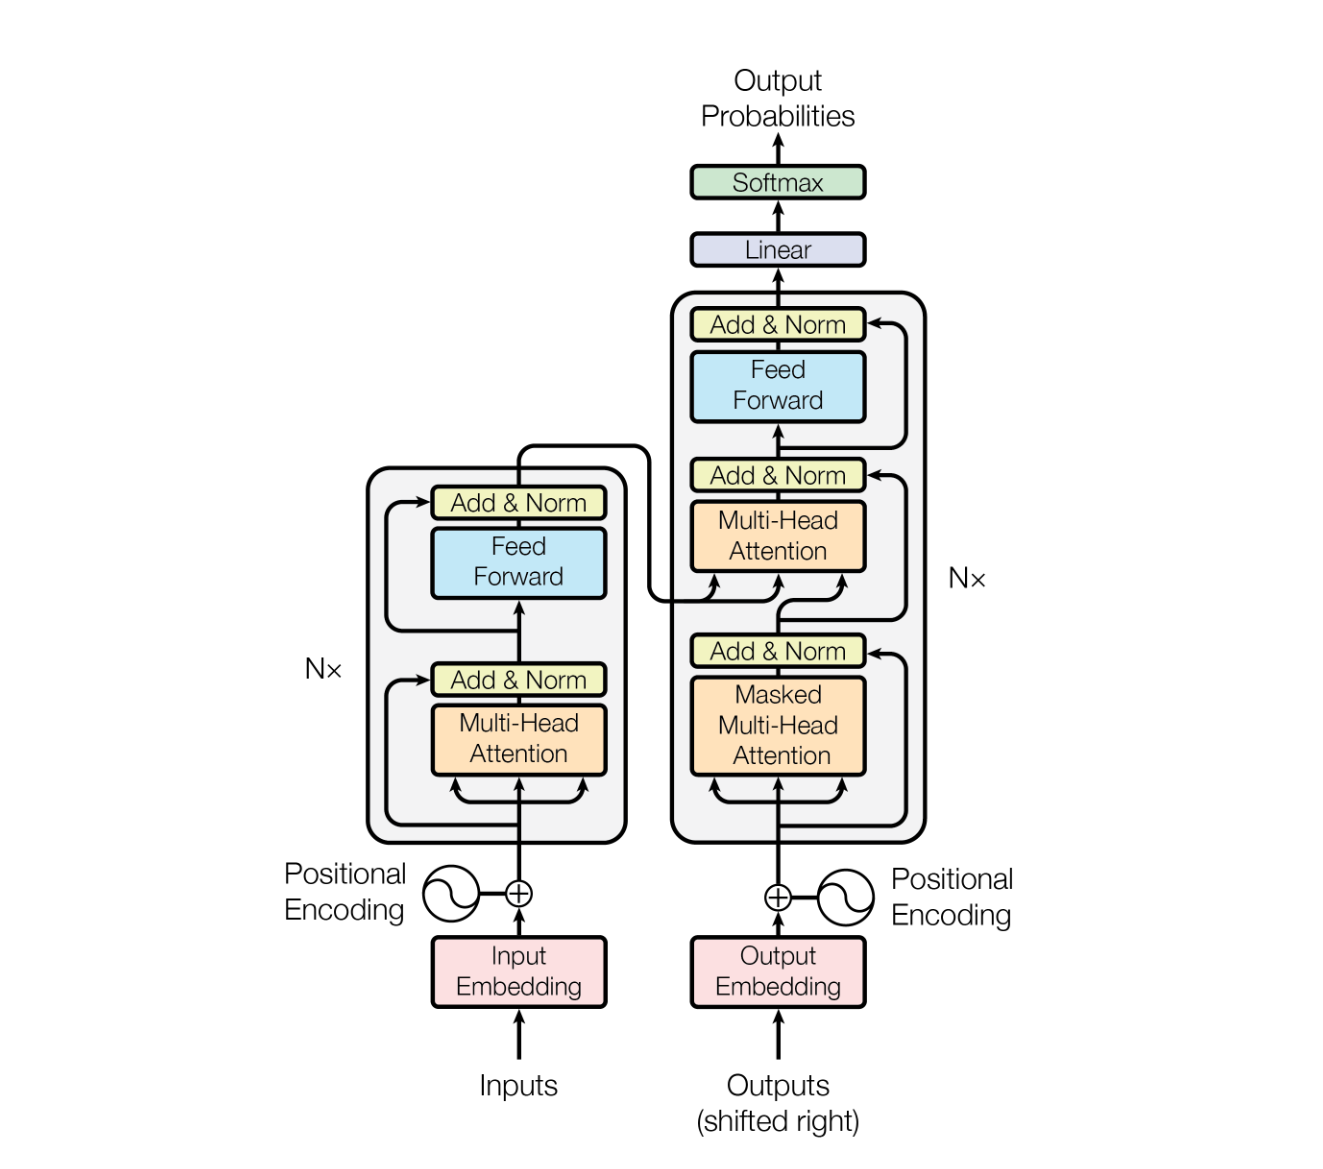 Output
Probabilities
Softmax
Linear
Add & Norm
Feed
Forward
Add & Norm
Multi-Head
Attention
Nx
Add & Norm
Masked
Multi-Head
Attention
Positional
Encoding
Output
Embedding
Outputs
(shifted right)
Add & Norm
Feed
Forward
Nx
Add & Norm
Multi-Head
Attention
Positional
Encoding
Input
Embedding
Inputs